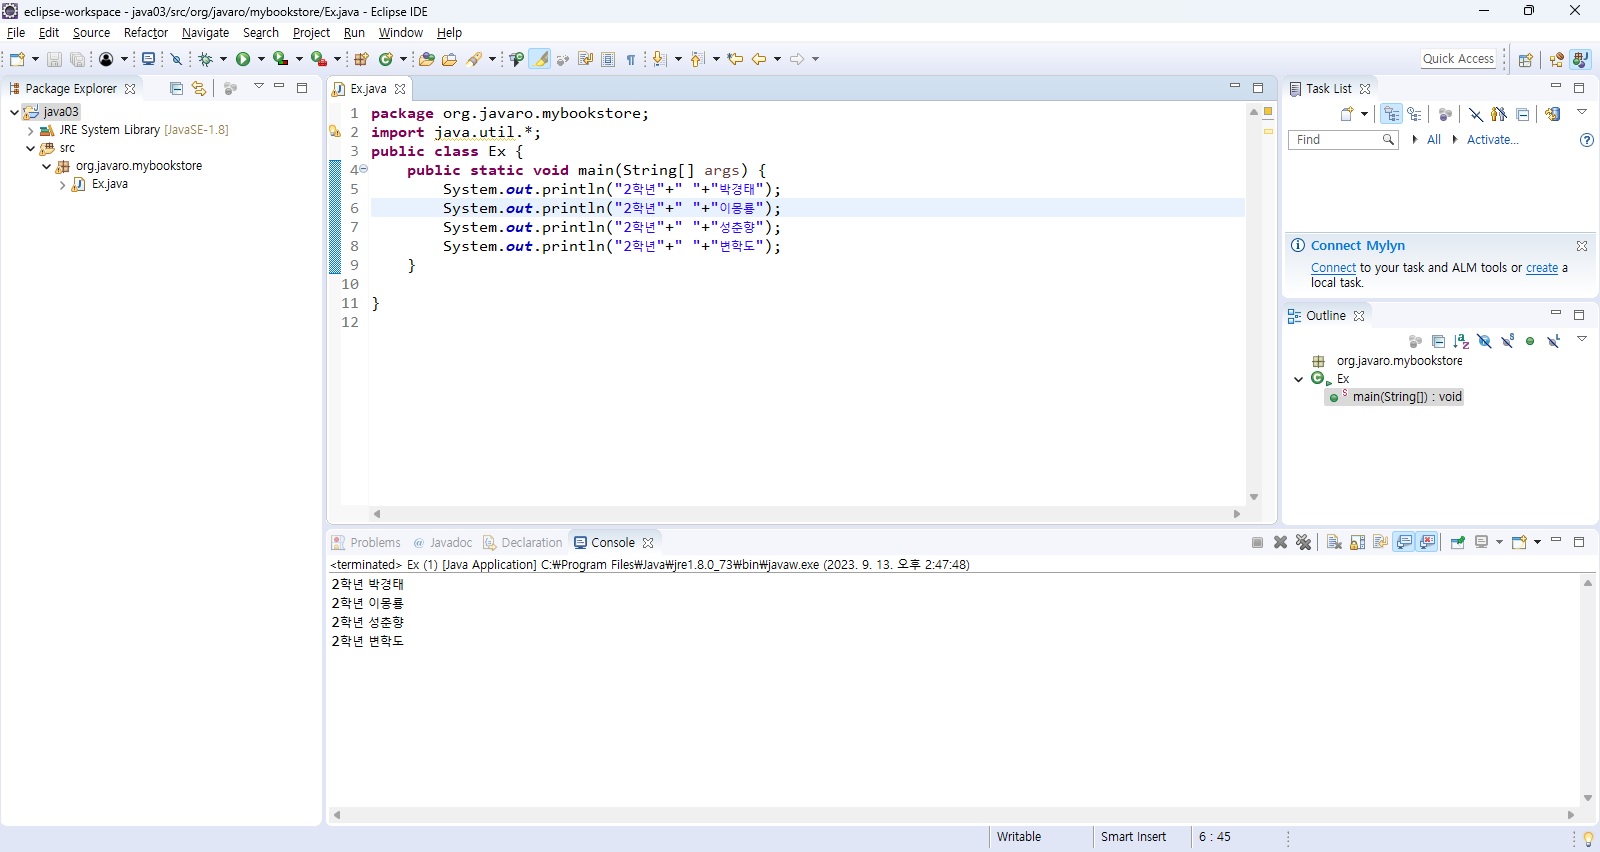 eclipse-workspace - java03/src/org/javaro/mybookstore/Ex.java - Eclipse IDE
File Edit Source Refactor Navigate Search Project Run Window Help
Quick Access
Package Explorer
java03
JRE System Library [JavaSE-1.8]
src
org.javaro.mybookstore
Ex.java
Ex.java
1 package org.javaro.mybookstore;
2 import java.util.*;
3 public class Ex {
4 public static void main(String[] args) {
5 System.out.println("2학년"+" "+"박경태");
6 System.out.println("2학년"+" "+"이몽룡");
7 System.out.println("2학년"+" "+"성춘향");
8 System.out.println("2학년"+" "+"변학도");
9 }
10
11 }
12
Task List
Find All Activate...
Connect Mylyn
Connect to your task and ALM tools or create a
local task.
Outline
org.javaro.mybookstore
Ex
main(String[]) : void
Problems @ Javadoc Declaration Console
<terminated> Ex (1) [Java Application] C:₩Program Files₩Java₩jre1.8.0_73₩bin₩javaw.exe (2023. 9. 13. 오후 2:47:48)
2학년 박경태
2학년 이몽룡
2학년 성춘향
2학년 변학도
Writable Smart Insert 6 : 45